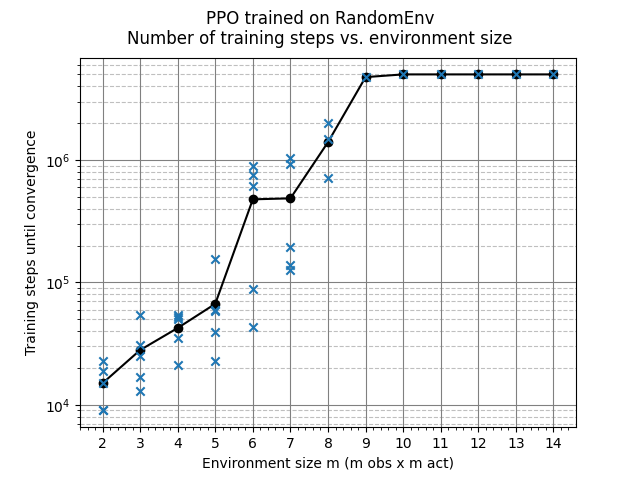 PPO trained on RandomEnv
Number of training steps vs. environment size
Training steps until convergence
10^6
10^5
10^4
2 3 4 5 6 7 8 9 10 11 12 13 14
Environment size m (m obs x m act)